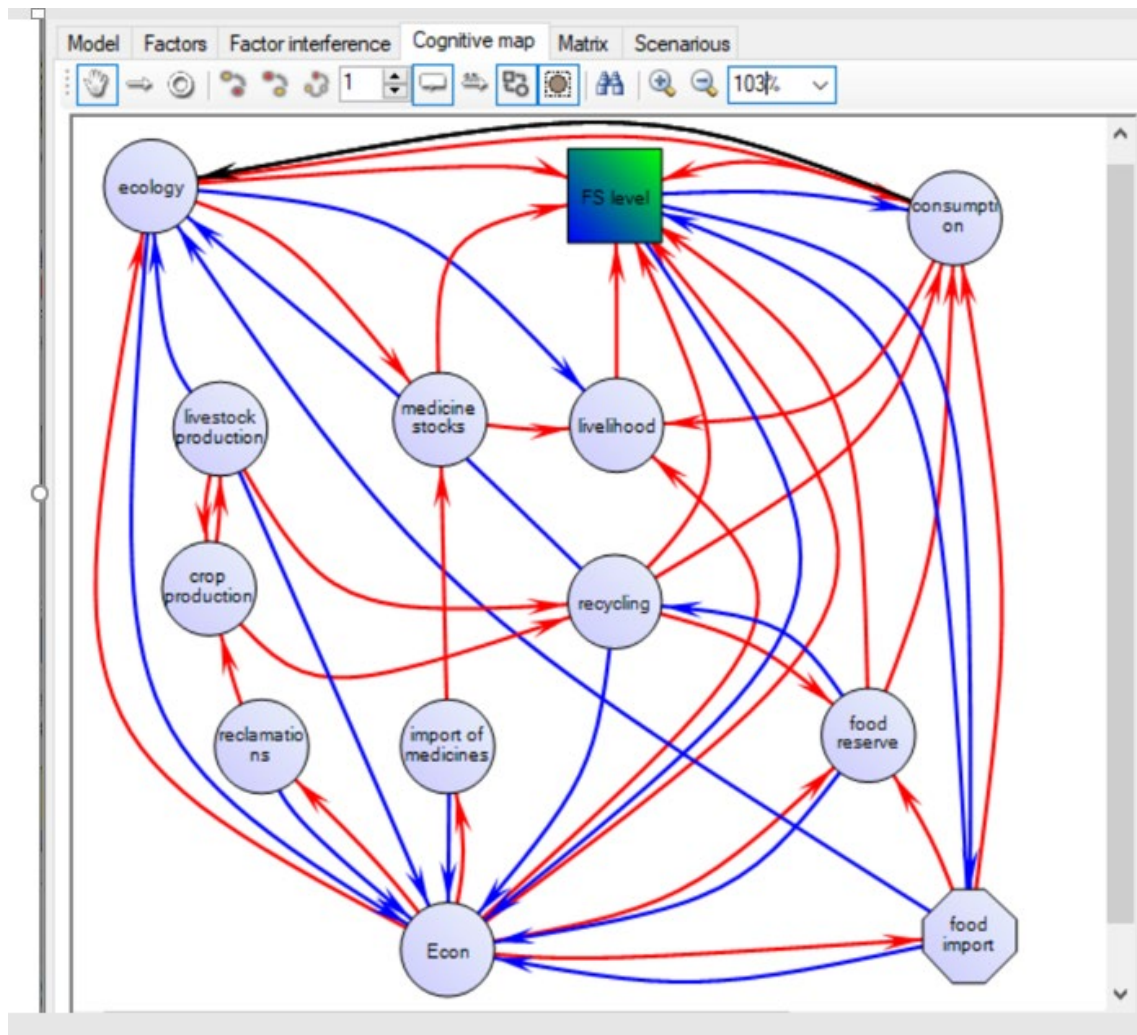 Model Factors Factor interference Cognitive map Matrix Scenarious
1 103%
ecology
FS level
consumpti
on
livestock
production
medicine
stocks
livelihood
crop
production
recycling
reclamatio
ns
import of
medicines
food
reserve
Econ
food
import